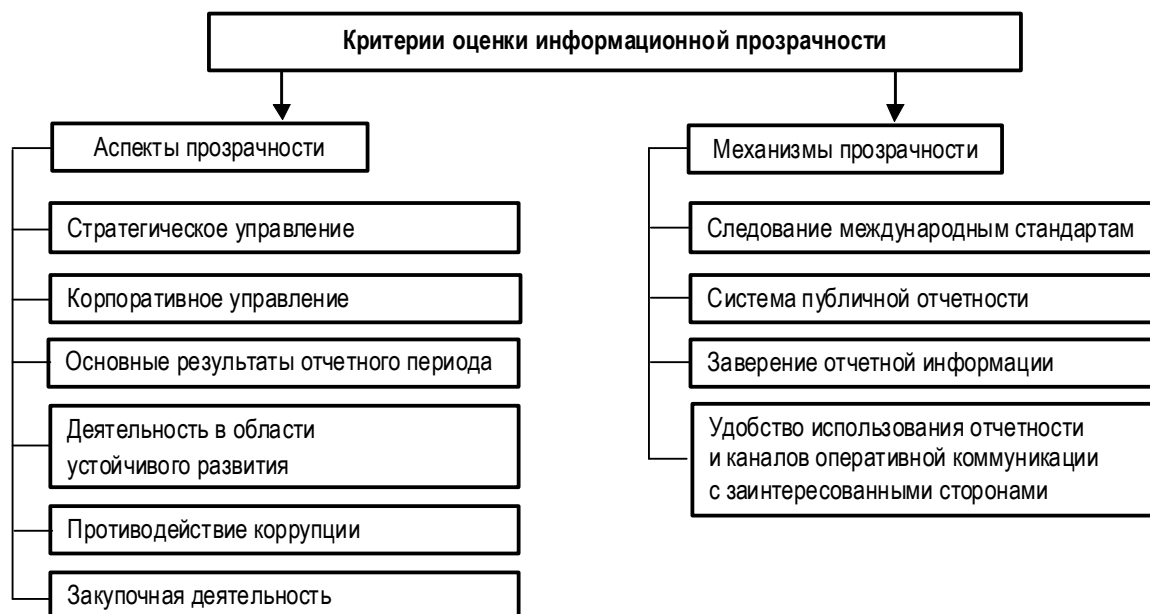 Критерии оценки информационной прозрачности
Аспекты прозрачности
Стратегическое управление
Корпоративное управление
Основные результаты отчетного периода
Деятельность в области
устойчивого развития
Противодействие коррупции
Закупочная деятельность
Механизмы прозрачности
Следование международным стандартам
Система публичной отчетности
Заверение отчетной информации
Удобство использования отчетности
и каналов оперативной коммуникации
с заинтересованными сторонами